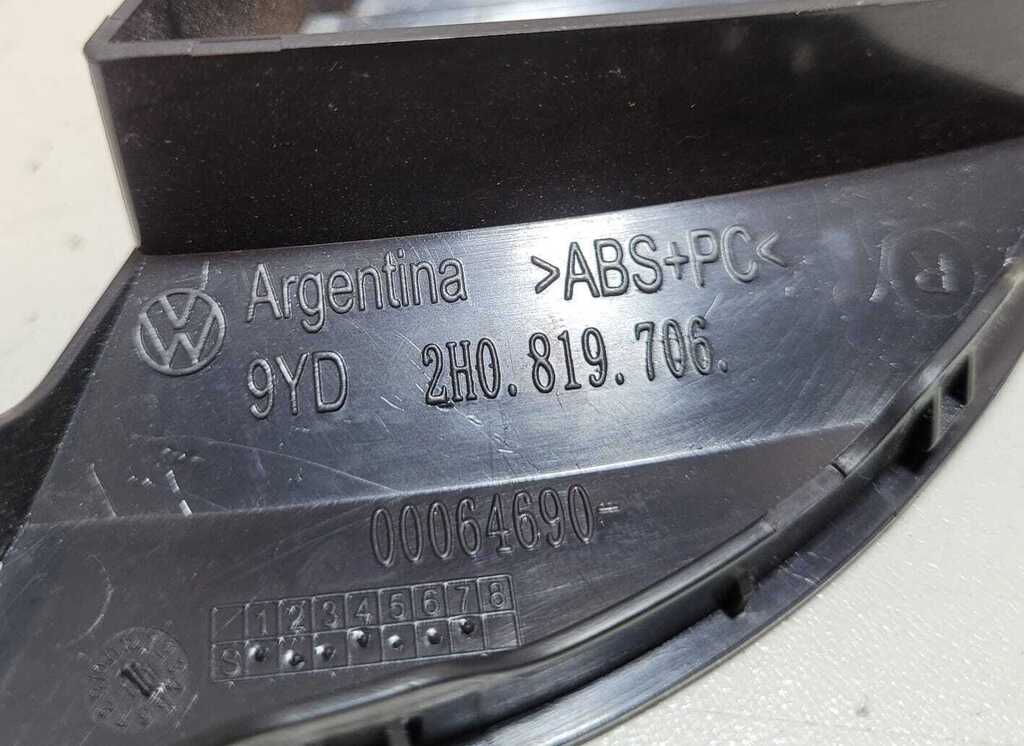 Argentina >ABS+PC<
9YD 2H0.819.706.
00064690-
1 2 3 4 5 6 7 8
S